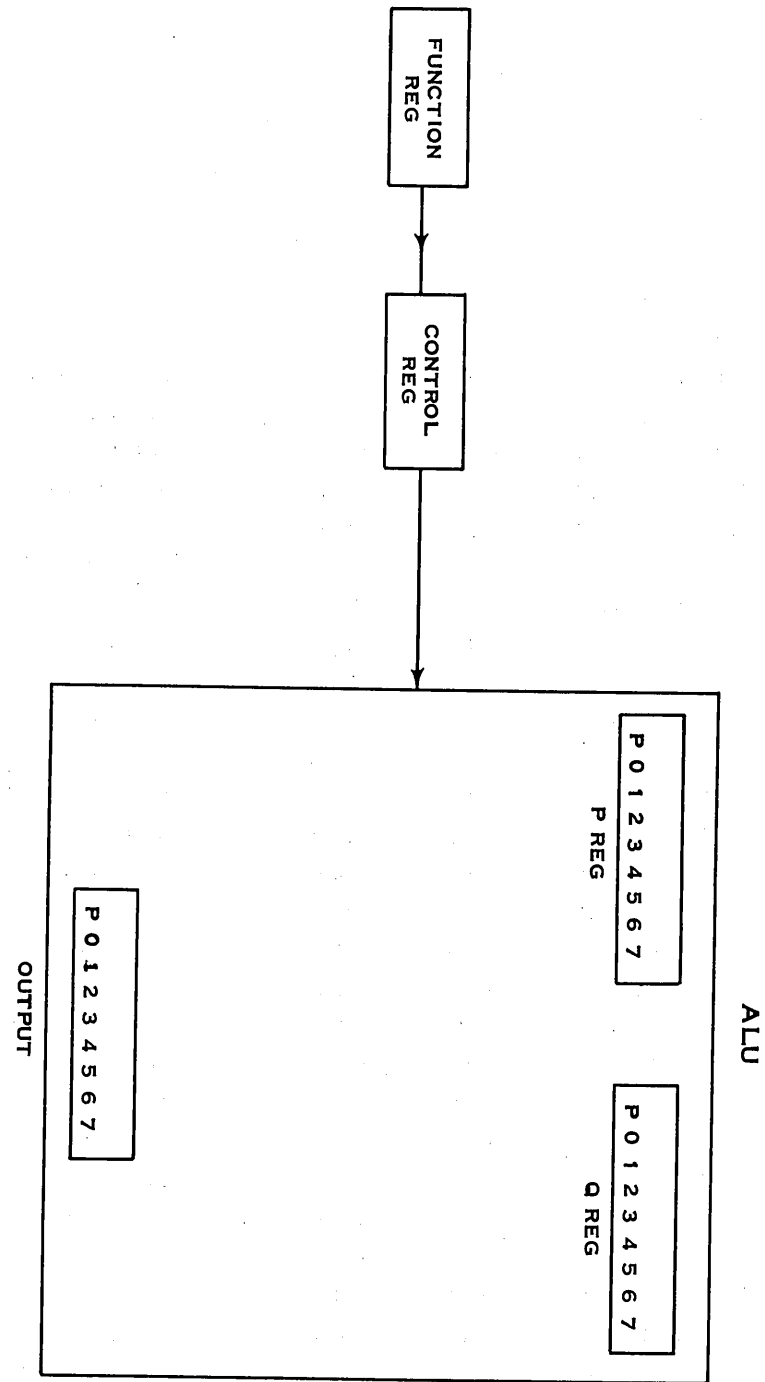 ALU
P 0 1 2 3 4 5 6 7
P REG
P 0 1 2 3 4 5 6 7
Q REG
FUNCTION
REG
CONTROL
REG
P 0 1 2 3 4 5 6 7
OUTPUT